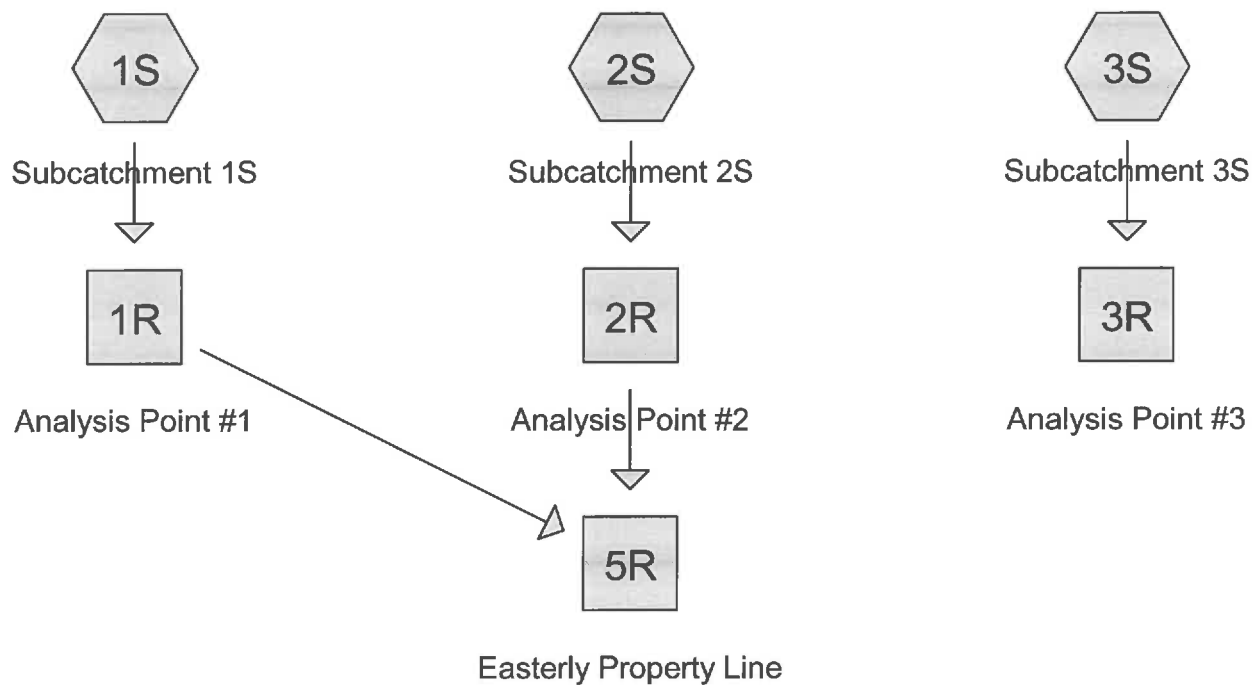 1S
2S
3S
Subcatchment 1S
Subcatchment 2S
Subcatchment 3S
1R
2R
3R
Analysis Point #1
Analysis Point #2
Analysis Point #3
5R
Easterly Property Line